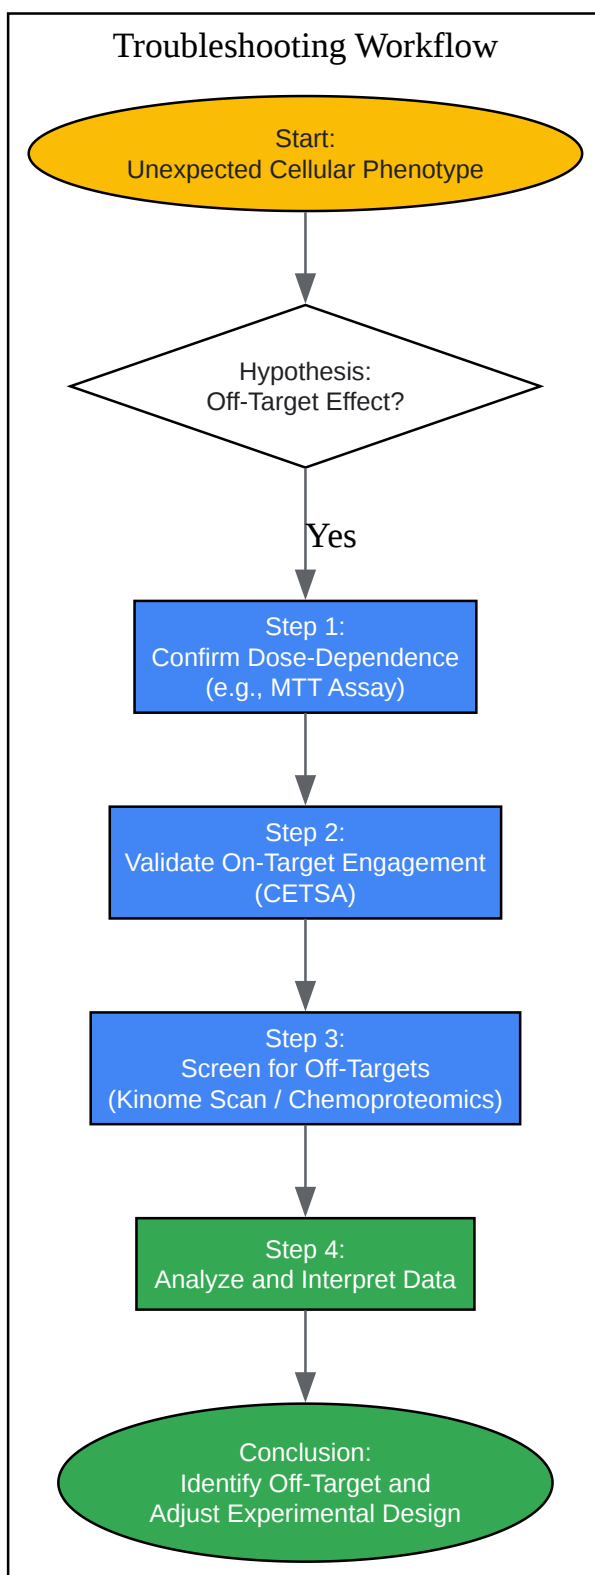 Troubleshooting Workflow
Start:
Unexpected Cellular Phenotype
Hypothesis:
Off-Target Effect?
Yes
Step 1:
Confirm Dose-Dependence
(e.g., MTT Assay)
Step 2:
Validate On-Target Engagement
(CETSA)
Step 3:
Screen for Off-Targets
(Kinome Scan / Chemoproteomics)
Step 4:
Analyze and Interpret Data
Conclusion:
Identify Off-Target and
Adjust Experimental Design